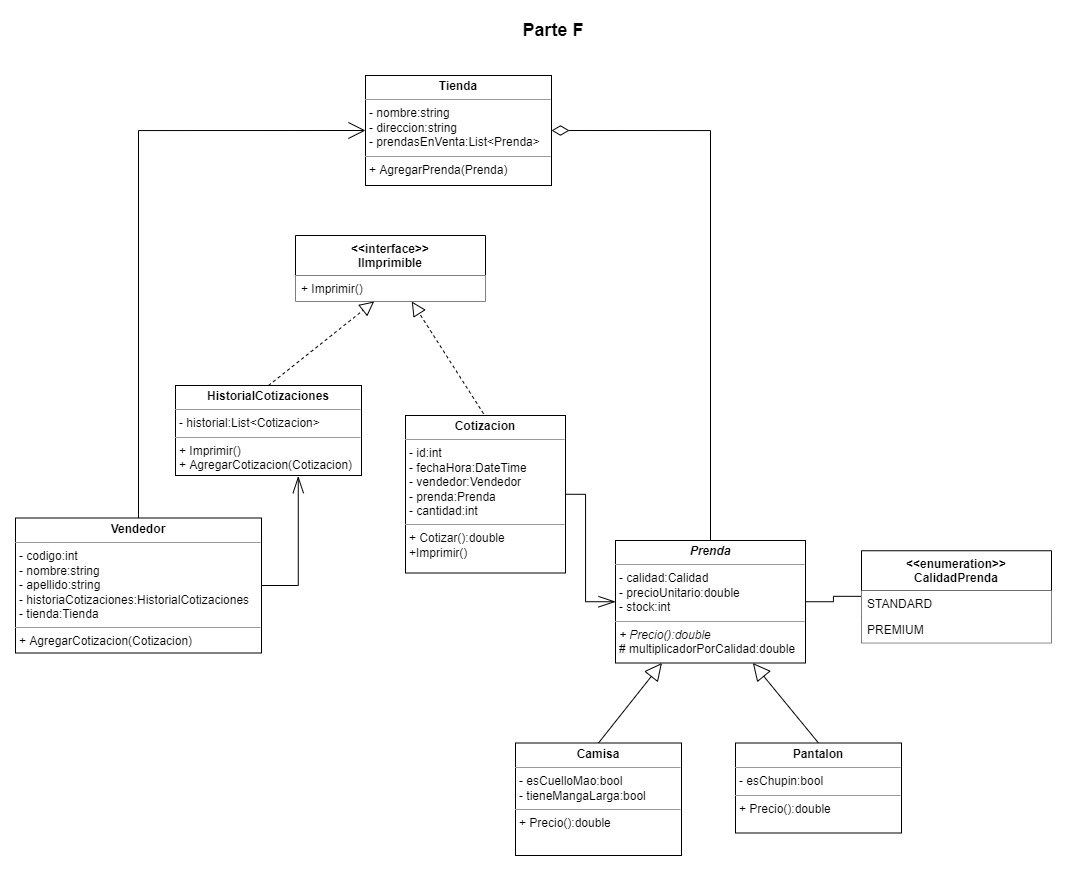 Parte F
Tienda
- nombre:string
- direccion:string
- prendasEnVenta:List<Prenda>
+ AgregarPrenda(Prenda)
<<interface>>
IImprimible
+ Imprimir()
HistorialCotizaciones
- historial:List<Cotizacion>
+ Imprimir()
+ AgregarCotizacion(Cotizacion)
Cotizacion
- id:int
- fechaHora:DateTime
- vendedor:Vendedor
- prenda:Prenda
- cantidad:int
+ Cotizar():double
+Imprimir()
Vendedor
- codigo:int
- nombre:string
- apellido:string
- historiaCotizaciones:HistorialCotizaciones
- tienda:Tienda
+ AgregarCotizacion(Cotizacion)
Prenda
- calidad:Calidad
- precioUnitario:double
- stock:int
+ Precio():double
# multiplicadorPorCalidad:double
<<enumeration>>
CalidadPrenda
STANDARD
PREMIUM
Camisa
- esCuelloMao:bool
- tieneMangaLarga:bool
+ Precio():double
Pantalon
- esChupin:bool
+ Precio():double